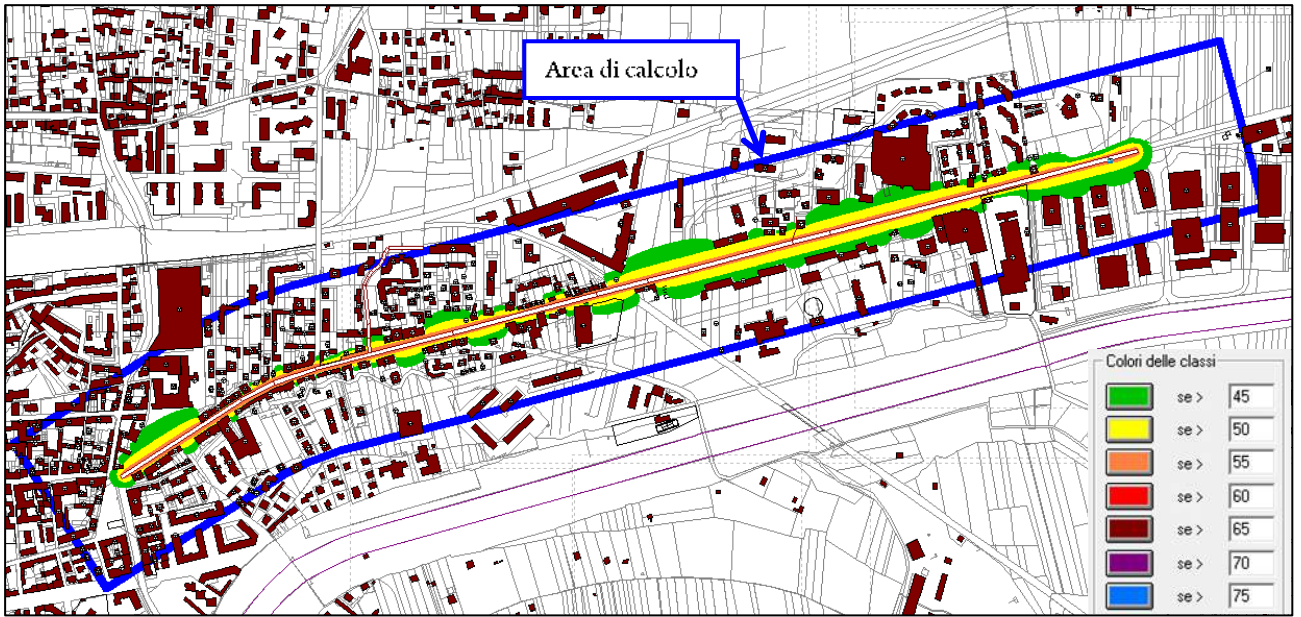 Area di calcolo
Colori delle classi
se > 45
se > 50
se > 55
se > 60
se > 65
se > 70
se > 75